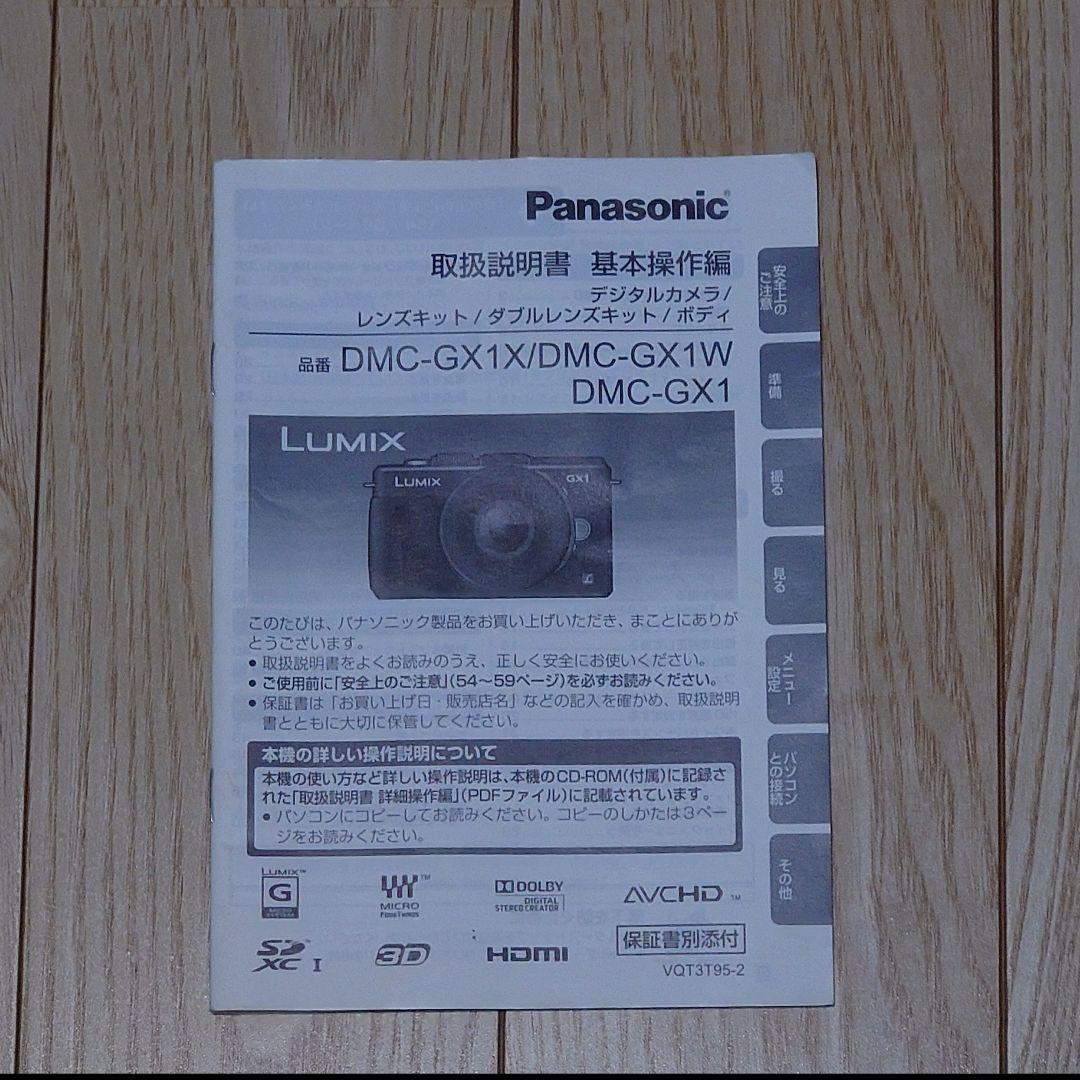 Panasonic®
取扱説明書 基本操作編
デジタルカメラ/
レンズキット/ダブルレンズキット/ボディ
品番 DMC-GX1X/DMC-GX1W
DMC-GX1
LUMIX
LUMIX
GX1
このたびは、パナソニック製品をお買い上げいただき、まことにありが
とうございます。
● 取扱説明書をよくお読みのうえ、正しく安全にお使いください。
● ご使用前に「安全上のご注意」(54～59ページ)を必ずお読みください。
● 保証書は「お買い上げ日・販売店名」などの記入を確かめ、取扱説明
書とともに大切に保管してください。
本機の詳しい操作説明について
本機の使い方など詳しい操作説明は、本機のCD-ROM(付属)に記録さ
れた「取扱説明書 詳細操作編」(PDFファイル)に記載されています。
● パソコンにコピーしてお読みください。コピーのしかたは3ペー
ジをお読みください。
LUMIX™
G
MICRO SYSTEM
™
MICRO
FOURTHIRDS
DOLBY
DIGITAL
STEREO CREATOR
AVCHD™
SD
XC I
3D
HDMI
保証書別添付
VQT3T95-2
安全上の
ご注意
準備
撮る
見る
メニュー
設定
パソコン
との接続
その他